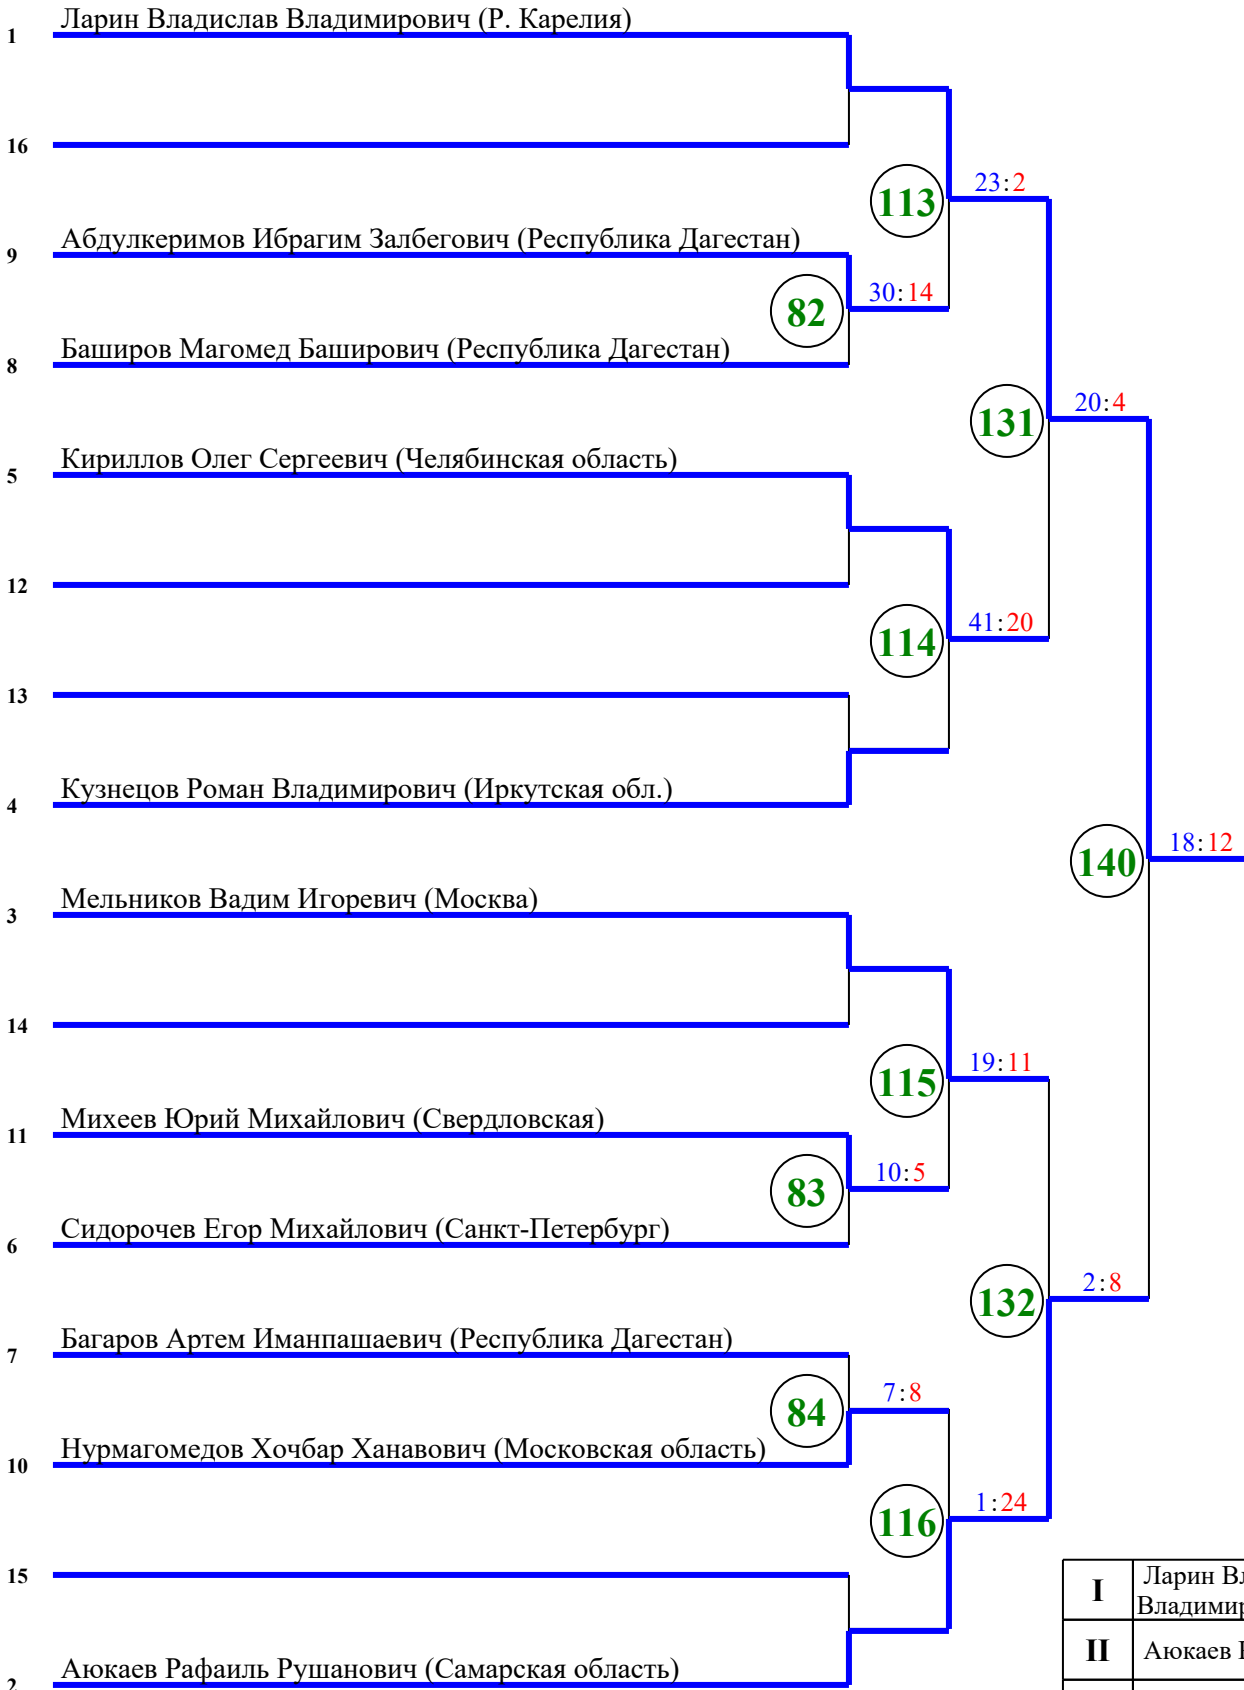 Ларин Владислав Владимирович (Р. Карелия)
1
16
113
23:2
Абдулкеримов Ибрагим Залбегович (Республика Дагестан)
9
82
30:14
Баширов Магомед Баширович (Республика Дагестан)
8
131
20:4
Кириллов Олег Сергеевич (Челябинская область)
5
12
114
41:20
13
Кузнецов Роман Владимирович (Иркутская обл.)
4
140
18:12
Мельников Вадим Игоревич (Москва)
3
14
115
19:11
Михеев Юрий Михайлович (Свердловская)
11
83
10:5
Сидорочев Егор Михайлович (Санкт-Петербург)
6
132
2:8
Багаров Артем Иманпашаевич (Республика Дагестан)
7
84
7:8
Нурмагомедов Хочбар Ханавович (Московская область)
10
116
1:24
15
I Ларин Вл
Владимир
II Аюкаев
Аюкаев Рафаиль Рушанович (Самарская область)
2